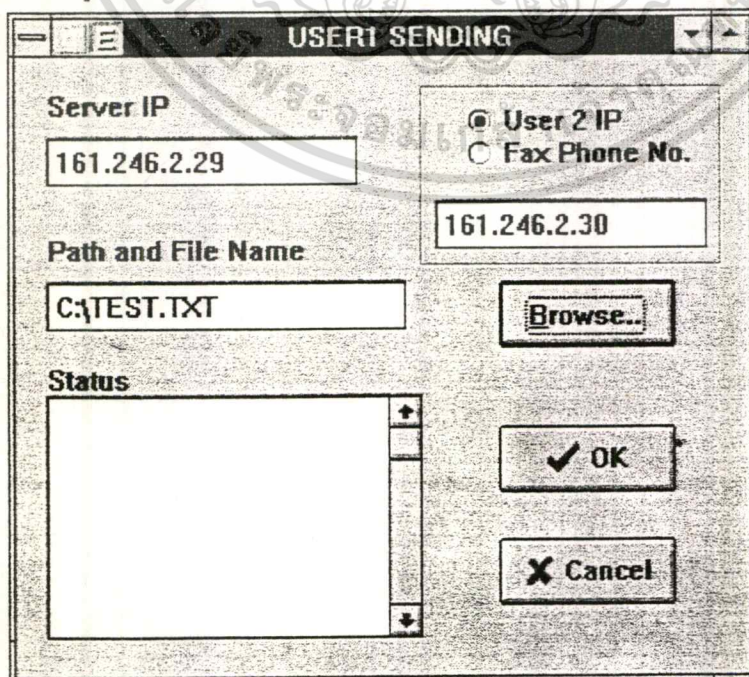 USER1 SENDING
Server IP
161.246.2.29
User 2 IP
Fax Phone No.
161.246.2.30
Path and File Name
C:\TEST.TXT
Browse..
Status
OK
Cancel